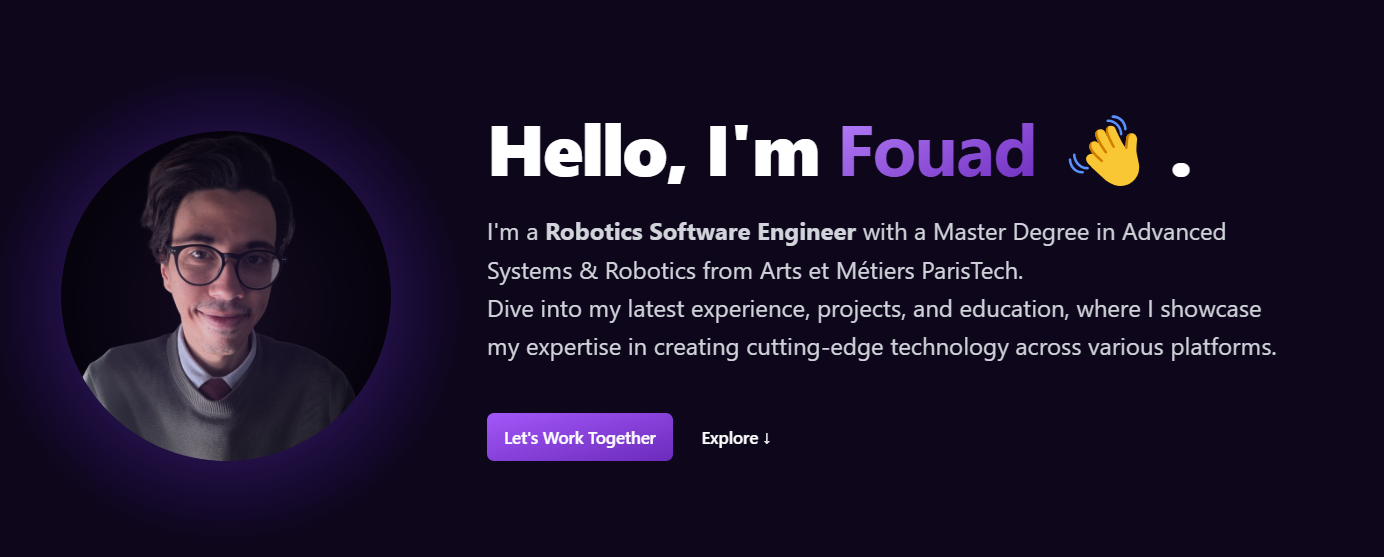 Hello, I'm Fouad 👋 .
I'm a Robotics Software Engineer with a Master Degree in Advanced
Systems & Robotics from Arts et Métiers ParisTech.
Dive into my latest experience, projects, and education, where I showcase
my expertise in creating cutting-edge technology across various platforms.
Let's Work Together
Explore ↓